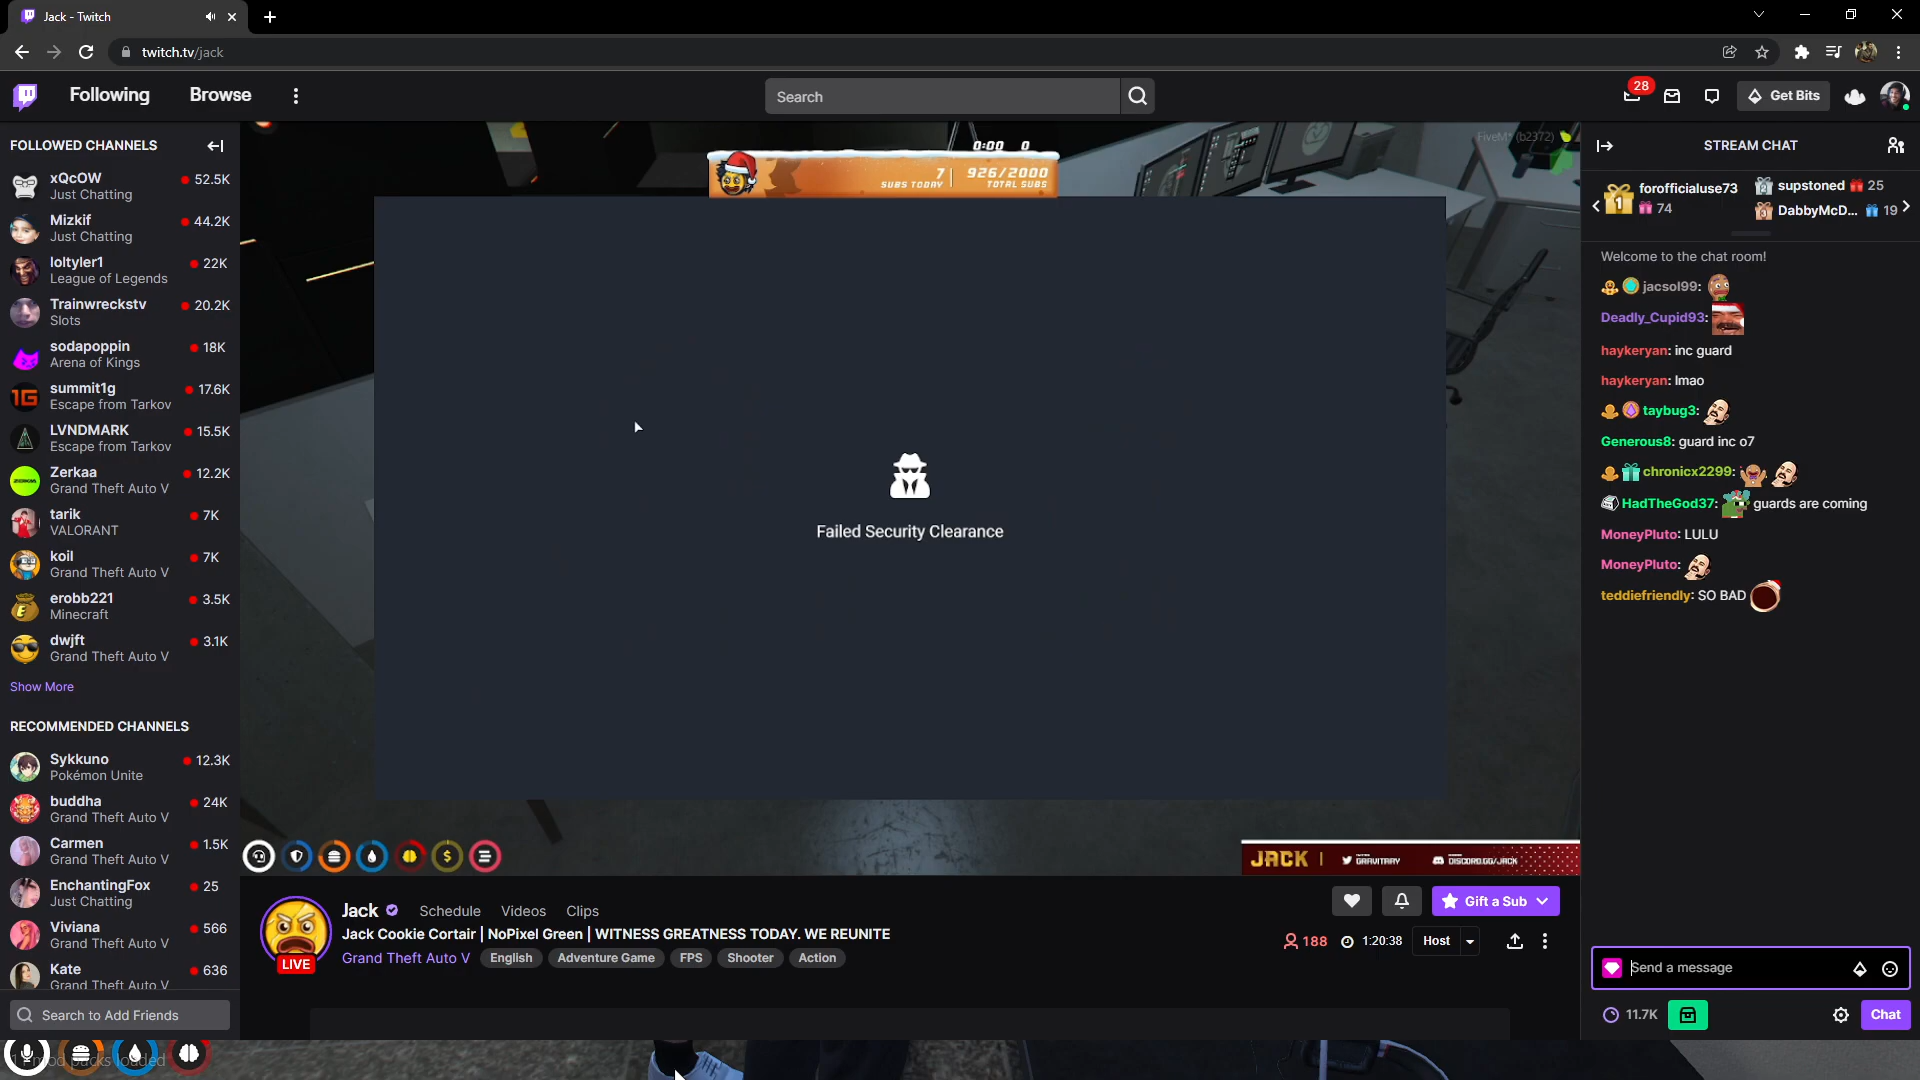 Jack - Twitch
twitch.tv/jack
Following
Browse
Search
28
Get Bits
FOLLOWED CHANNELS
xQcOW
52.5K
Just Chatting
Mizkif
44.2K
Just Chatting
loltyler1
22K
League of Legends
Trainwreckstv
20.2K
Slots
sodapoppin
18K
Arena of Kings
summit1g
17.6K
Escape from Tarkov
LVNDMARK
15.5K
Escape from Tarkov
Zerkaa
12.2K
Grand Theft Auto V
tarik
7K
VALORANT
koil
7K
Grand Theft Auto V
erobb221
3.5K
Minecraft
dwjft
3.1K
Grand Theft Auto V
Show More
RECOMMENDED CHANNELS
Sykkuno
12.3K
Pokémon Unite
buddha
24K
Grand Theft Auto V
Carmen
1.5K
Grand Theft Auto V
EnchantingFox
25
Just Chatting
Viviana
566
Grand Theft Auto V
Kate
636
Grand Theft Auto V
Search to Add Friends
mod packs loaded
FiveM* (b2372)
0:00 0
7 926/2000
SUBS TODAY TOTAL SUBS
Failed Security Clearance
JACK
GRAVITRAY
DISCORD.GG/JACK
Jack
Schedule
Videos
Clips
Jack Cookie Cortair | NoPixel Green | WITNESS GREATNESS TODAY. WE REUNITE
Grand Theft Auto V
English
Adventure Game
FPS
Shooter
Action
LIVE
Gift a Sub
188
1:20:38
Host
STREAM CHAT
1
forofficialuse73
74
supstoned 25
DabbyMcD... 19
Welcome to the chat room!
jacsol99:
Deadly_Cupid93:
haykeryan: inc guard
haykeryan: lmao
taybug3:
Generous8: guard inc o7
chronicx2299:
HadTheGod37: guards are coming
MoneyPluto: LULU
MoneyPluto:
teddiefriendly: SO BAD
Send a message
11.7K
Chat